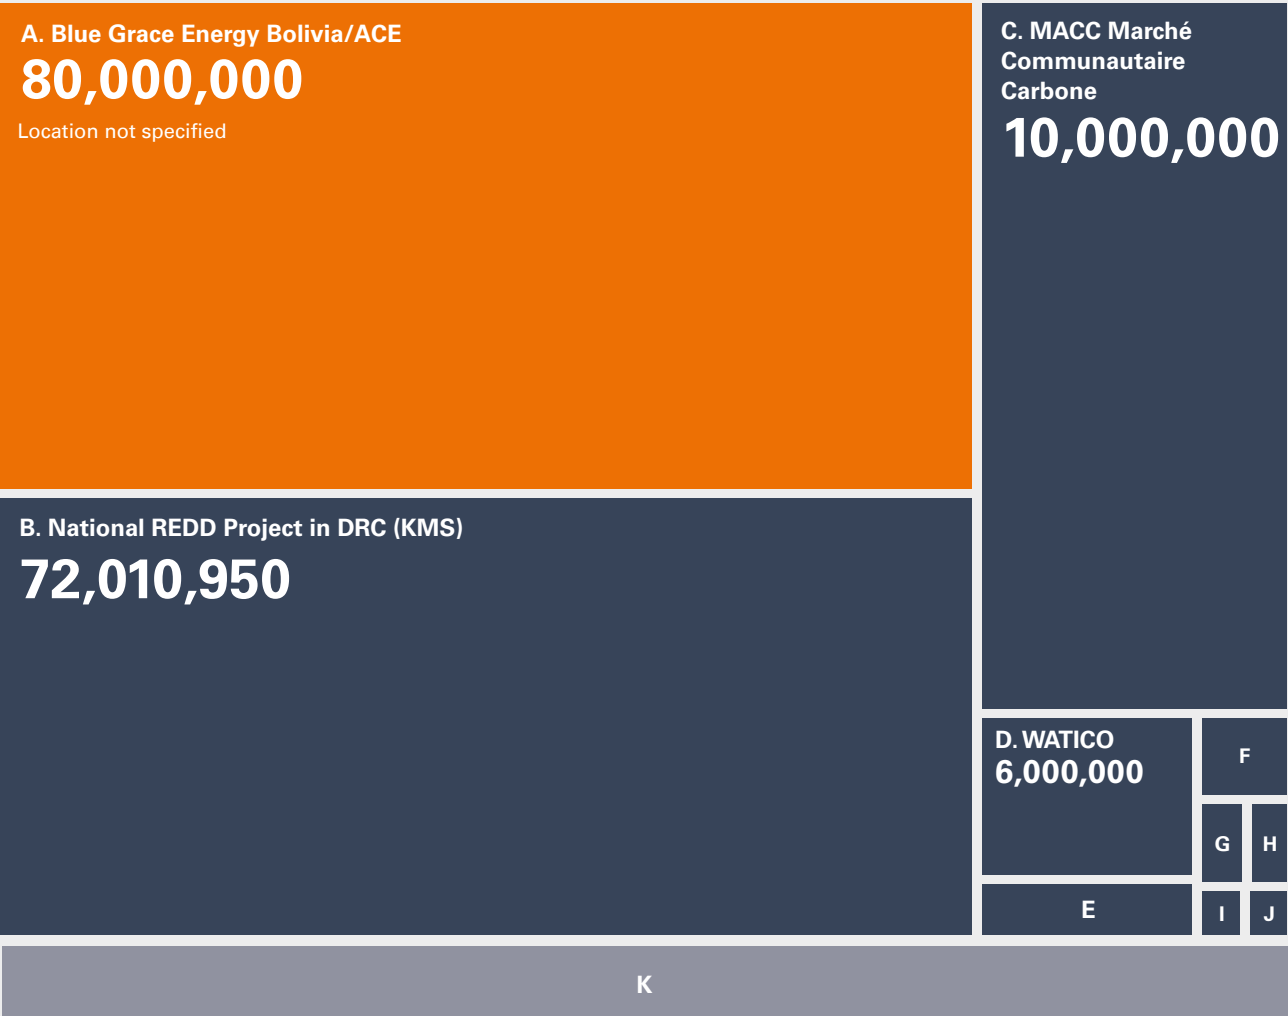 A. Blue Grace Energy Bolivia/ACE
80,000,000
Location not specified
B. National REDD Project in DRC (KMS)
72,010,950
C. MACC Marché
Communautaire
Carbone
10,000,000
D. WATICO
6,000,000
E
F
G
H
I
J
K